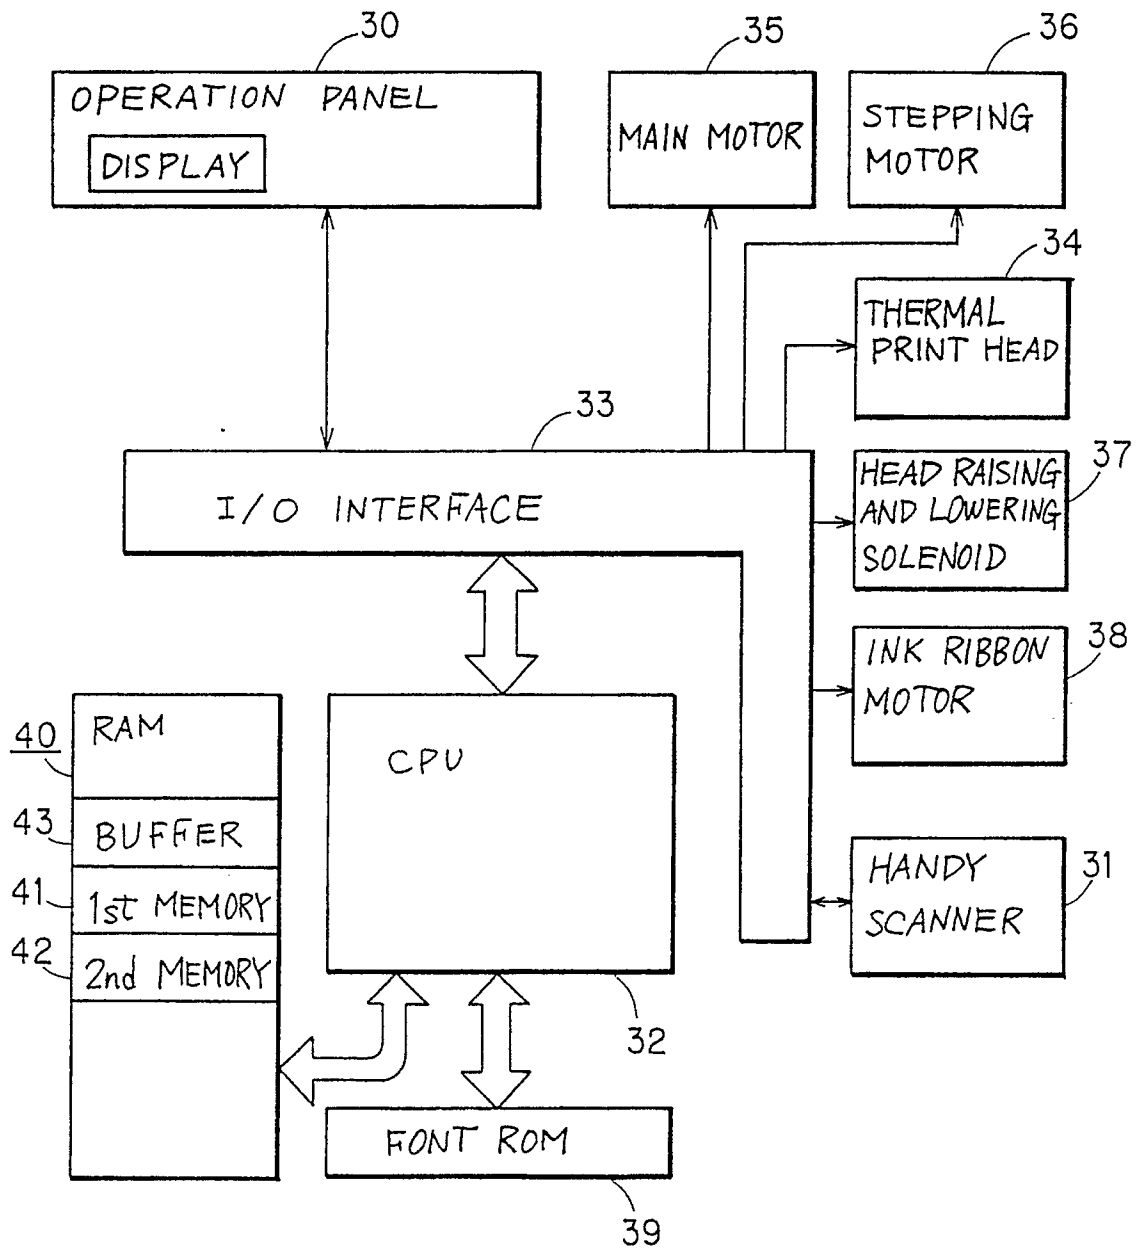 30
35
36
OPERATION PANEL
DISPLAY
MAIN MOTOR
STEPPING
MOTOR
34
THERMAL
PRINT HEAD
33
37
I/O INTERFACE
HEAD RAISING
AND LOWERING
SOLENOID
38
INK RIBBON
MOTOR
40
RAM
CPU
43
BUFFER
41
1st MEMORY
42
2nd MEMORY
31
HANDY
SCANNER
32
FONT ROM
39